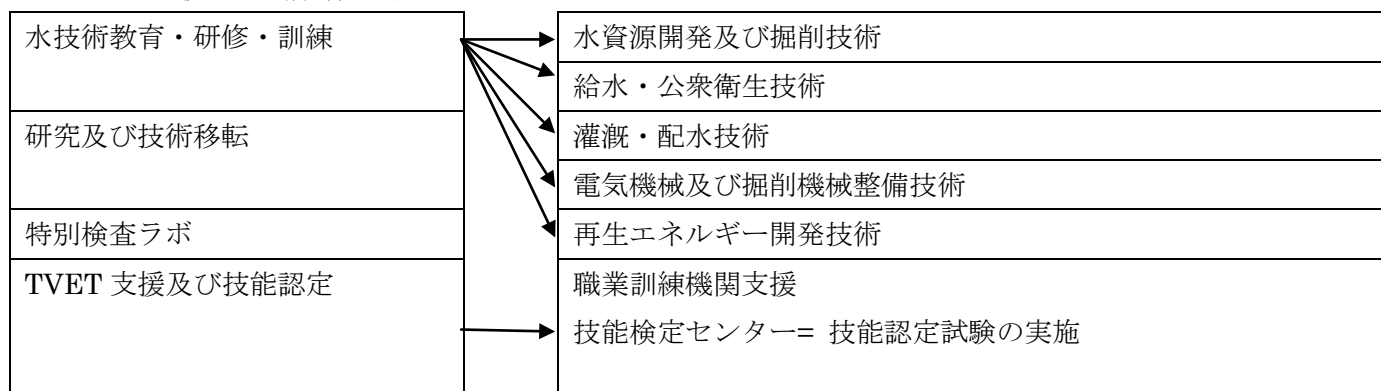 水技術教育・研修・訓練
研究及び技術移転
特別検査ラボ
TVET 支援及び技能認定
水資源開発及び掘削技術
給水・公衆衛生技術
灌漑・配水技術
電気機械及び掘削機械整備技術
再生エネルギー開発技術
職業訓練機関支援
技能検定センター= 技能認定試験の実施